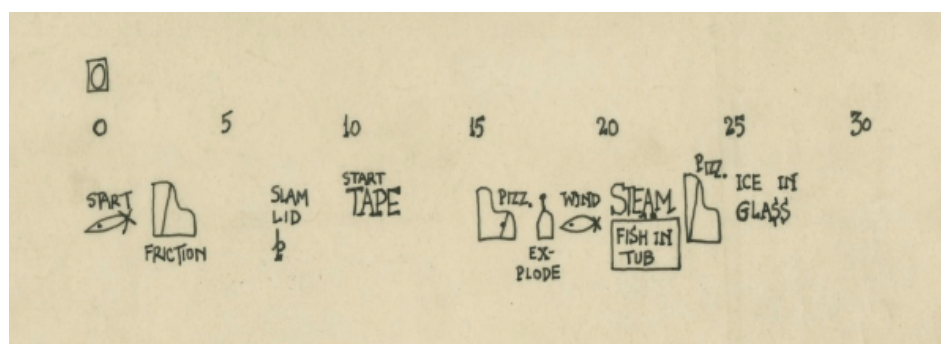 0
0 5 10 15 20 25 30
START
FRICTION
SLAM
LID
START
TAPE
PIZZ.
EX-
PLODE
WIND
STEAM
FISH IN
TUB
PIZZ.
ICE IN
GLA$$